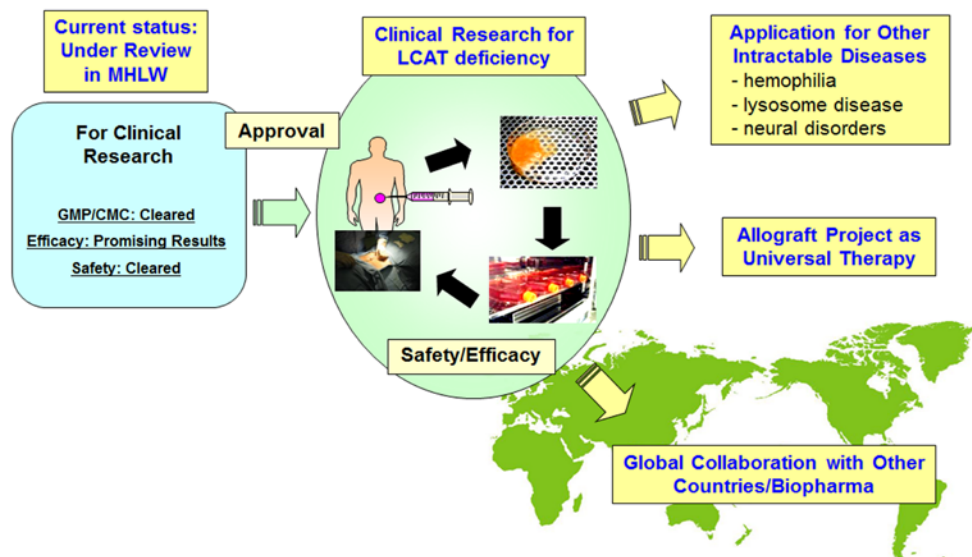 Current status:
Under Review
in MHLW
For Clinical
Research
GMP/CMC: Cleared
Efficacy: Promising Results
Safety: Cleared
Approval
Clinical Research for
LCAT deficiency
Safety/Efficacy
Application for Other
Intractable Diseases
- hemophilia
- lysosome disease
- neural disorders
Allograft Project as
Universal Therapy
Global Collaboration with Other
Countries/Biopharma